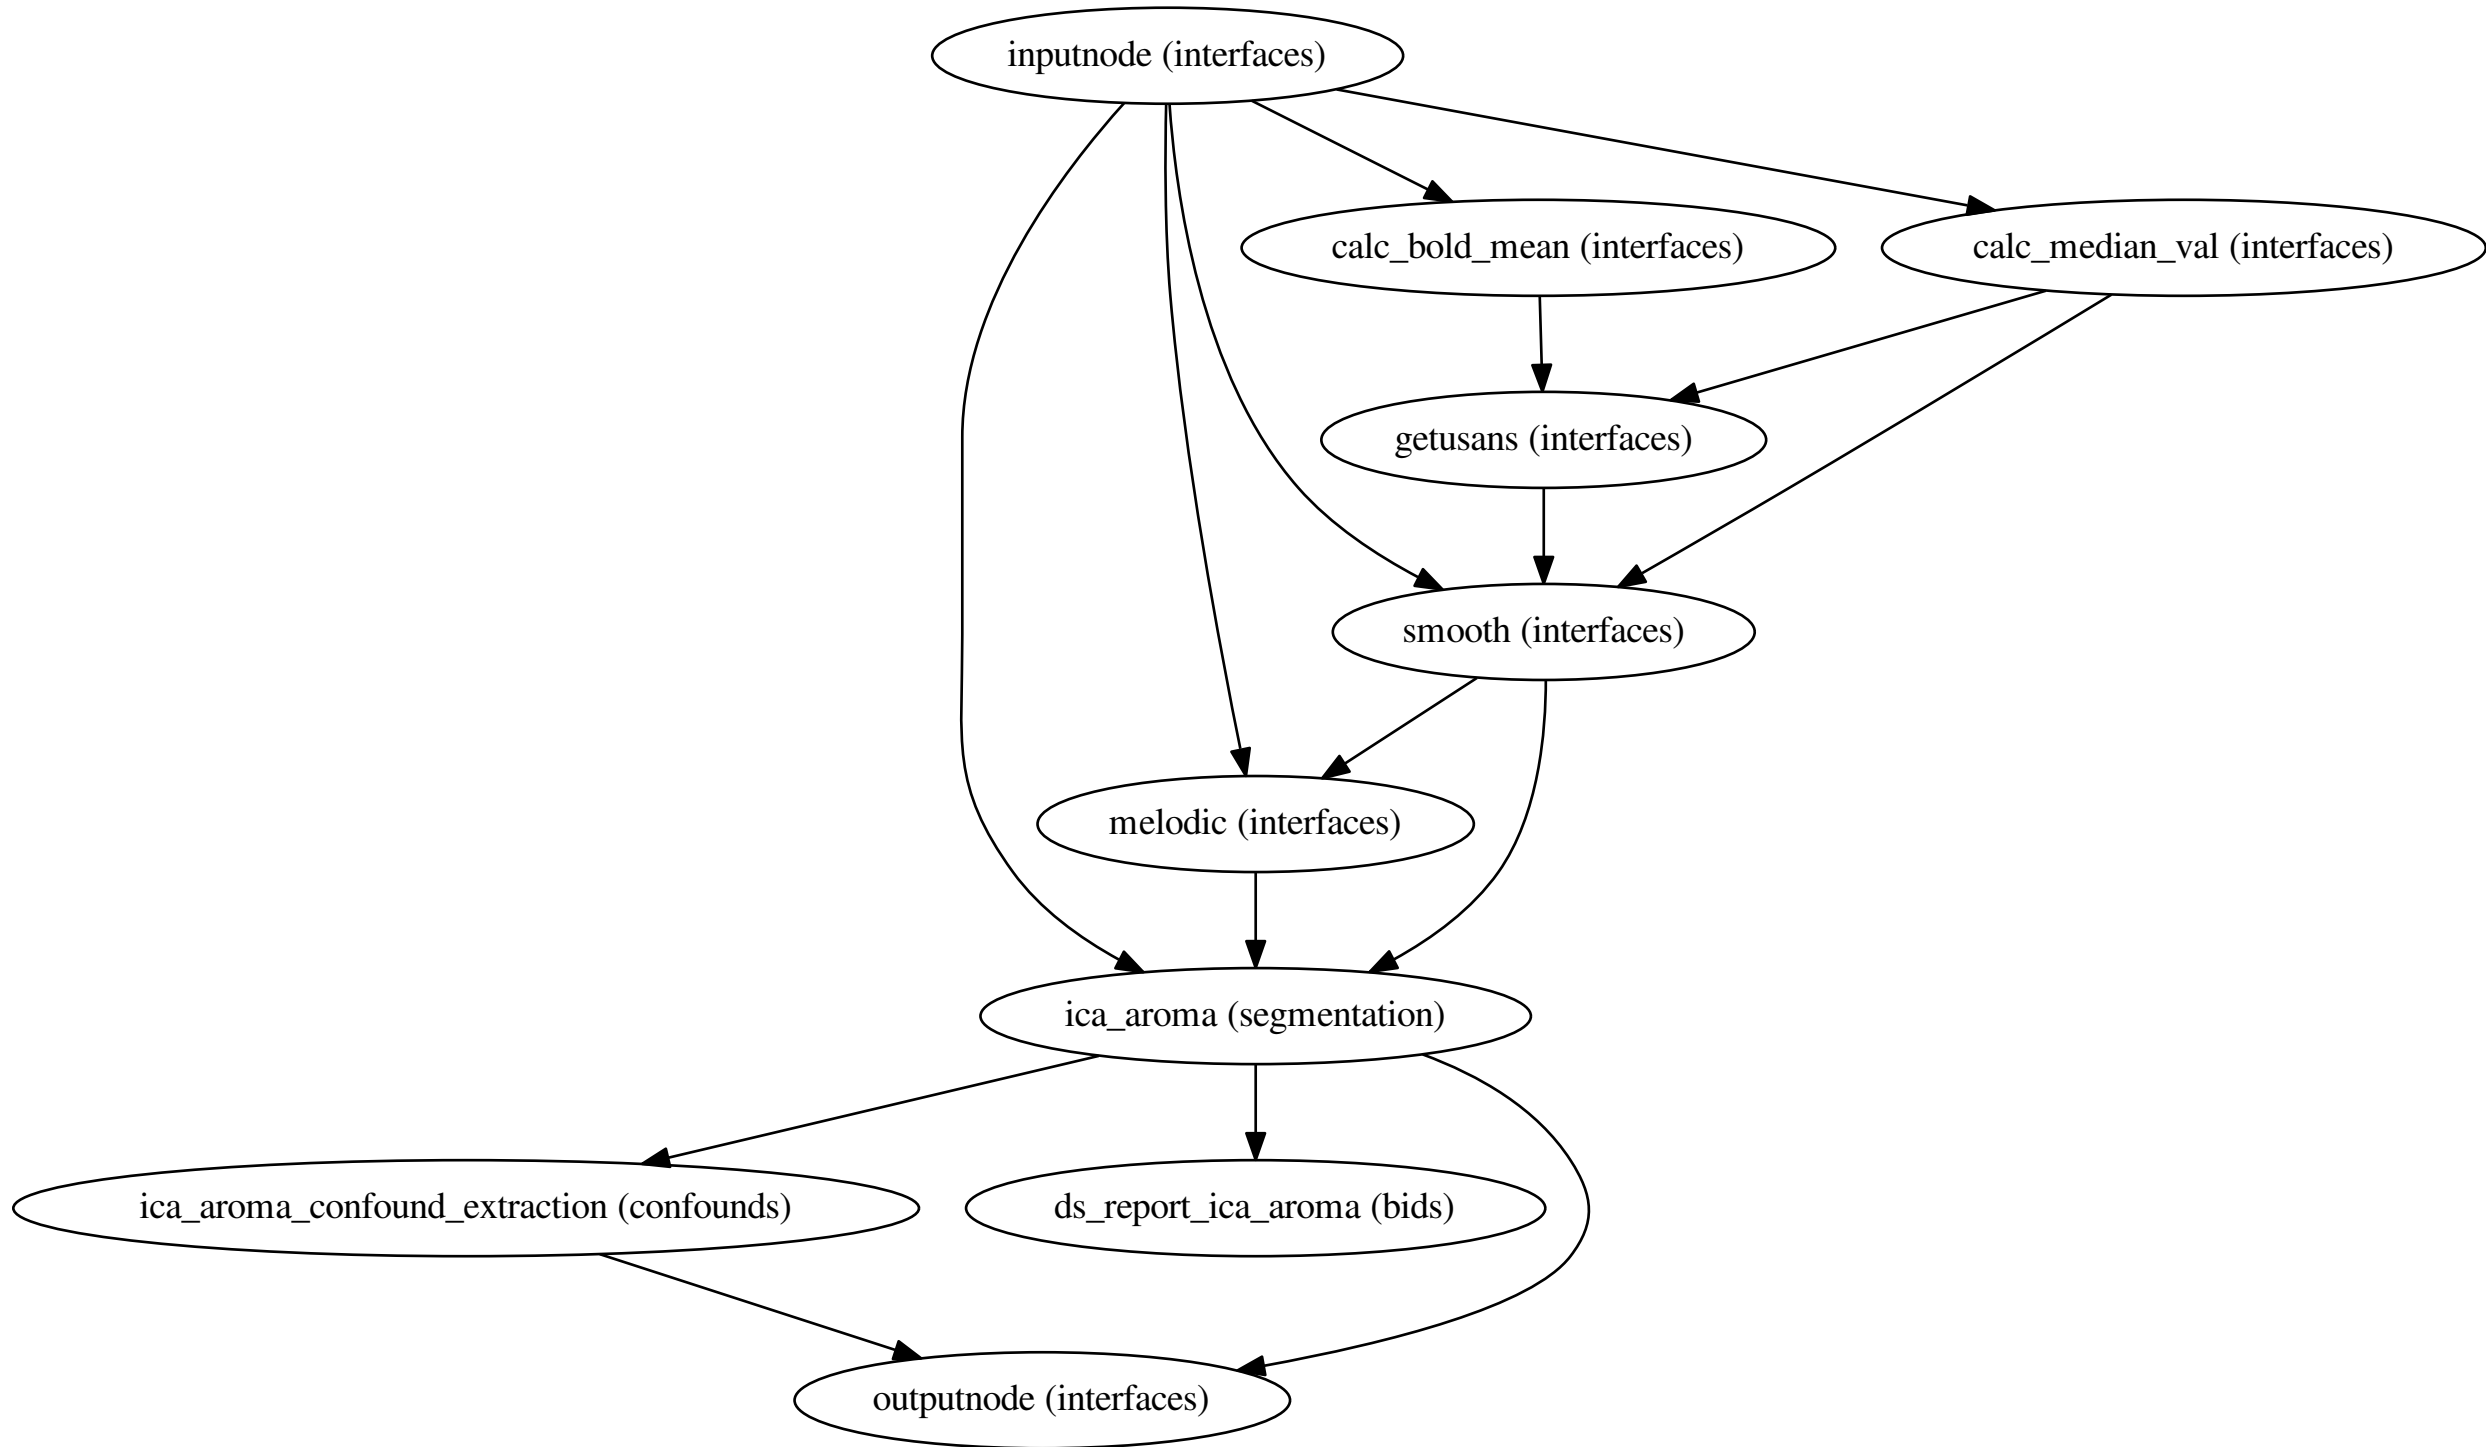 inputnode (interfaces)
calc_bold_mean (interfaces)
calc_median_val (interfaces)
getusans (interfaces)
smooth (interfaces)
melodic (interfaces)
ica_aroma (segmentation)
ica_aroma_confound_extraction (confounds)
ds_report_ica_aroma (bids)
outputnode (interfaces)